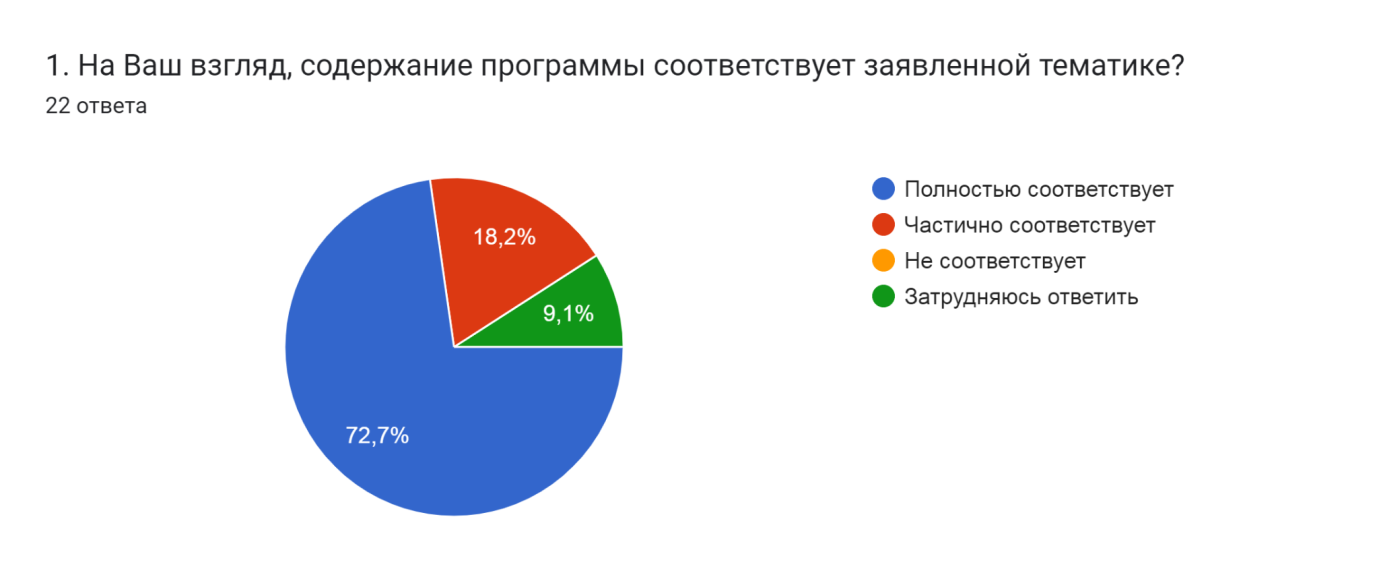 1. На Ваш взгляд, содержание программы соответствует заявленной тематике?
22 ответа
18,2%
9,1%
72,7%
Полностью соответствует
Частично соответствует
Не соответствует
Затрудняюсь ответить